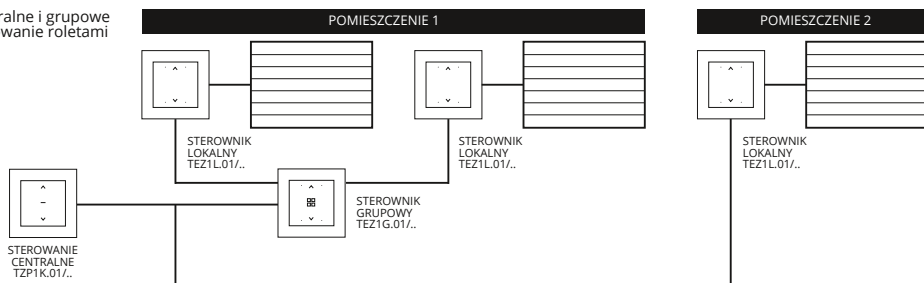 ralne i grupowe
wanie roletami
POMIESZCZENIE 1
POMIESZCZENIE 2
STEROWNIK
LOKALNY
TEZ1L.01/..
STEROWNIK
LOKALNY
TEZ1L.01/..
STEROWNIK
LOKALNY
TEZ1L.01/..
STEROWNIK
GRUPOWY
TEZ1G.01/..
STEROWANIE
CENTRALNE
TZP1K.01/..